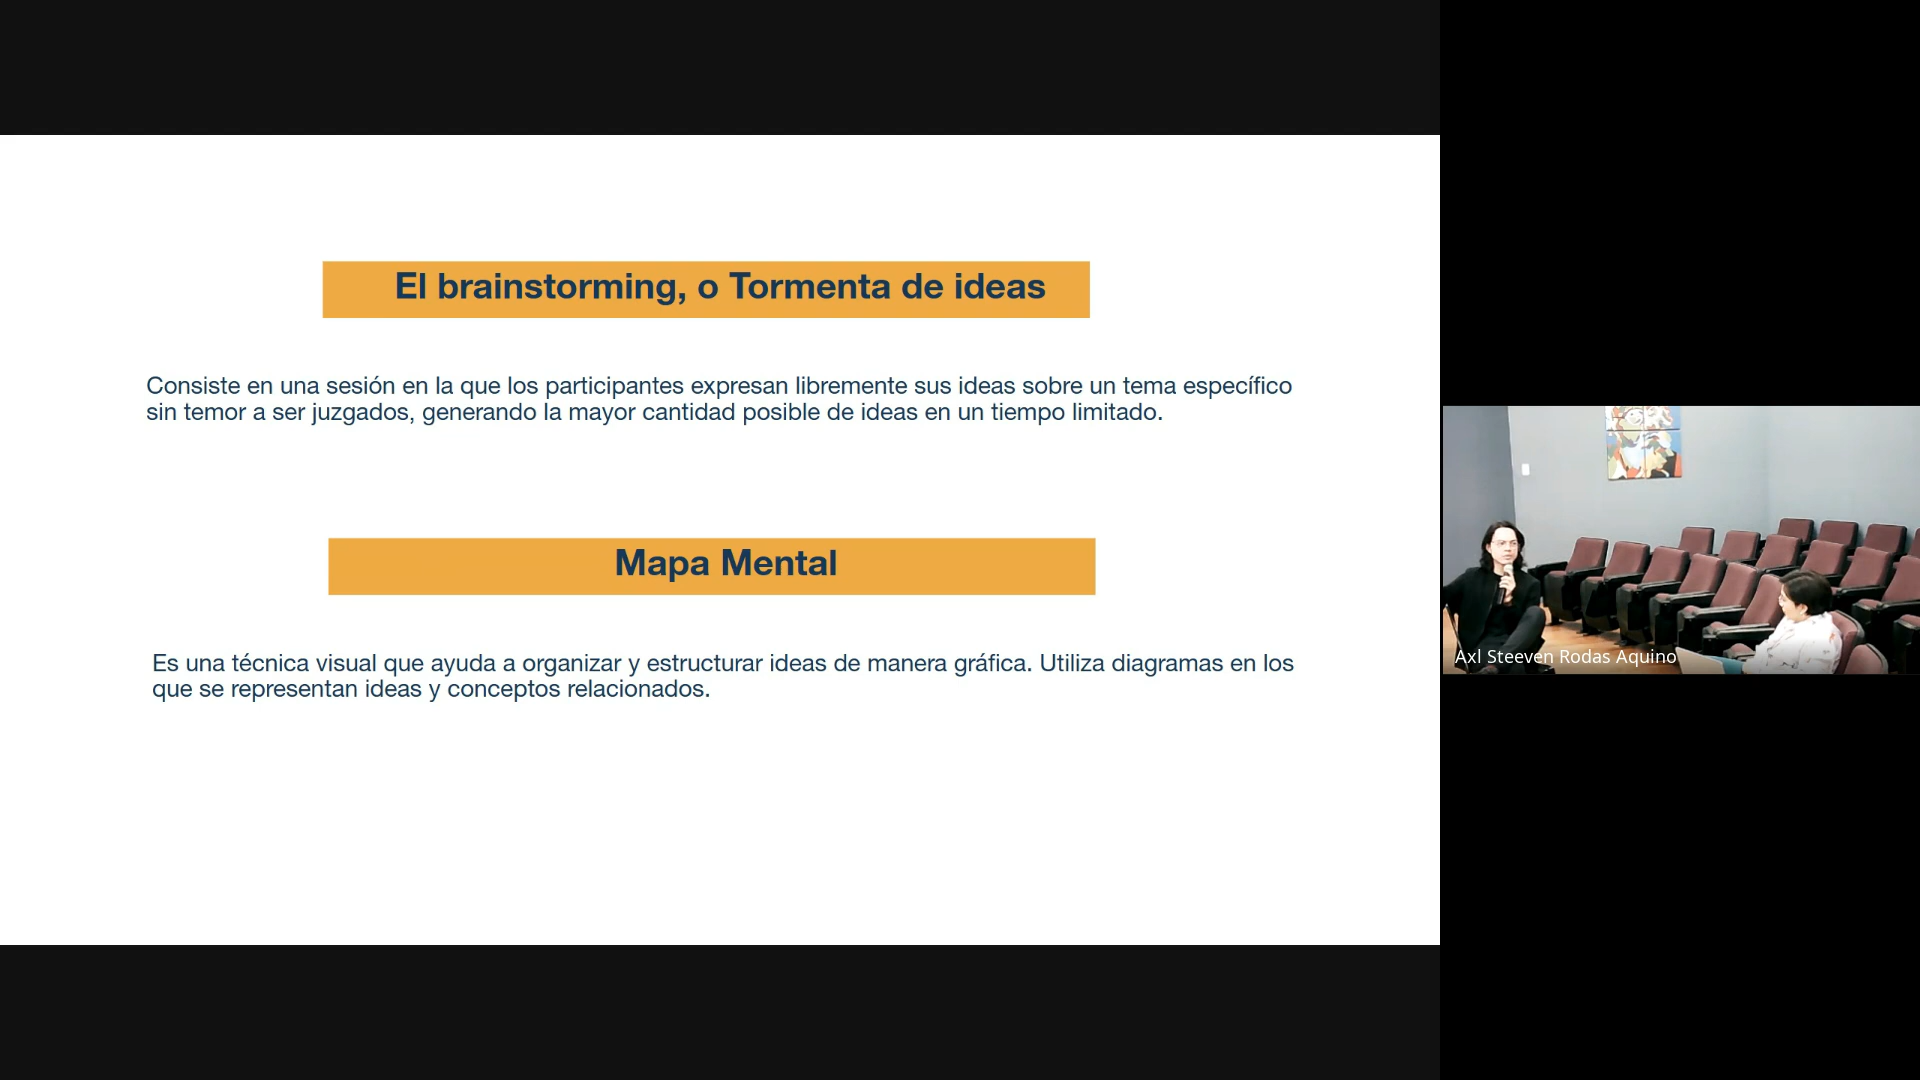 El brainstorming, o Tormenta de ideas
Consiste en una sesión en la que los participantes expresan libremente sus ideas sobre un tema específico
sin temor a ser juzgados, generando la mayor cantidad posible de ideas en un tiempo limitado.
Mapa Mental
Es una técnica visual que ayuda a organizar y estructurar ideas de manera gráfica. Utiliza diagramas en los
que se representan ideas y conceptos relacionados.
Axl Steeven Rodas Aquino